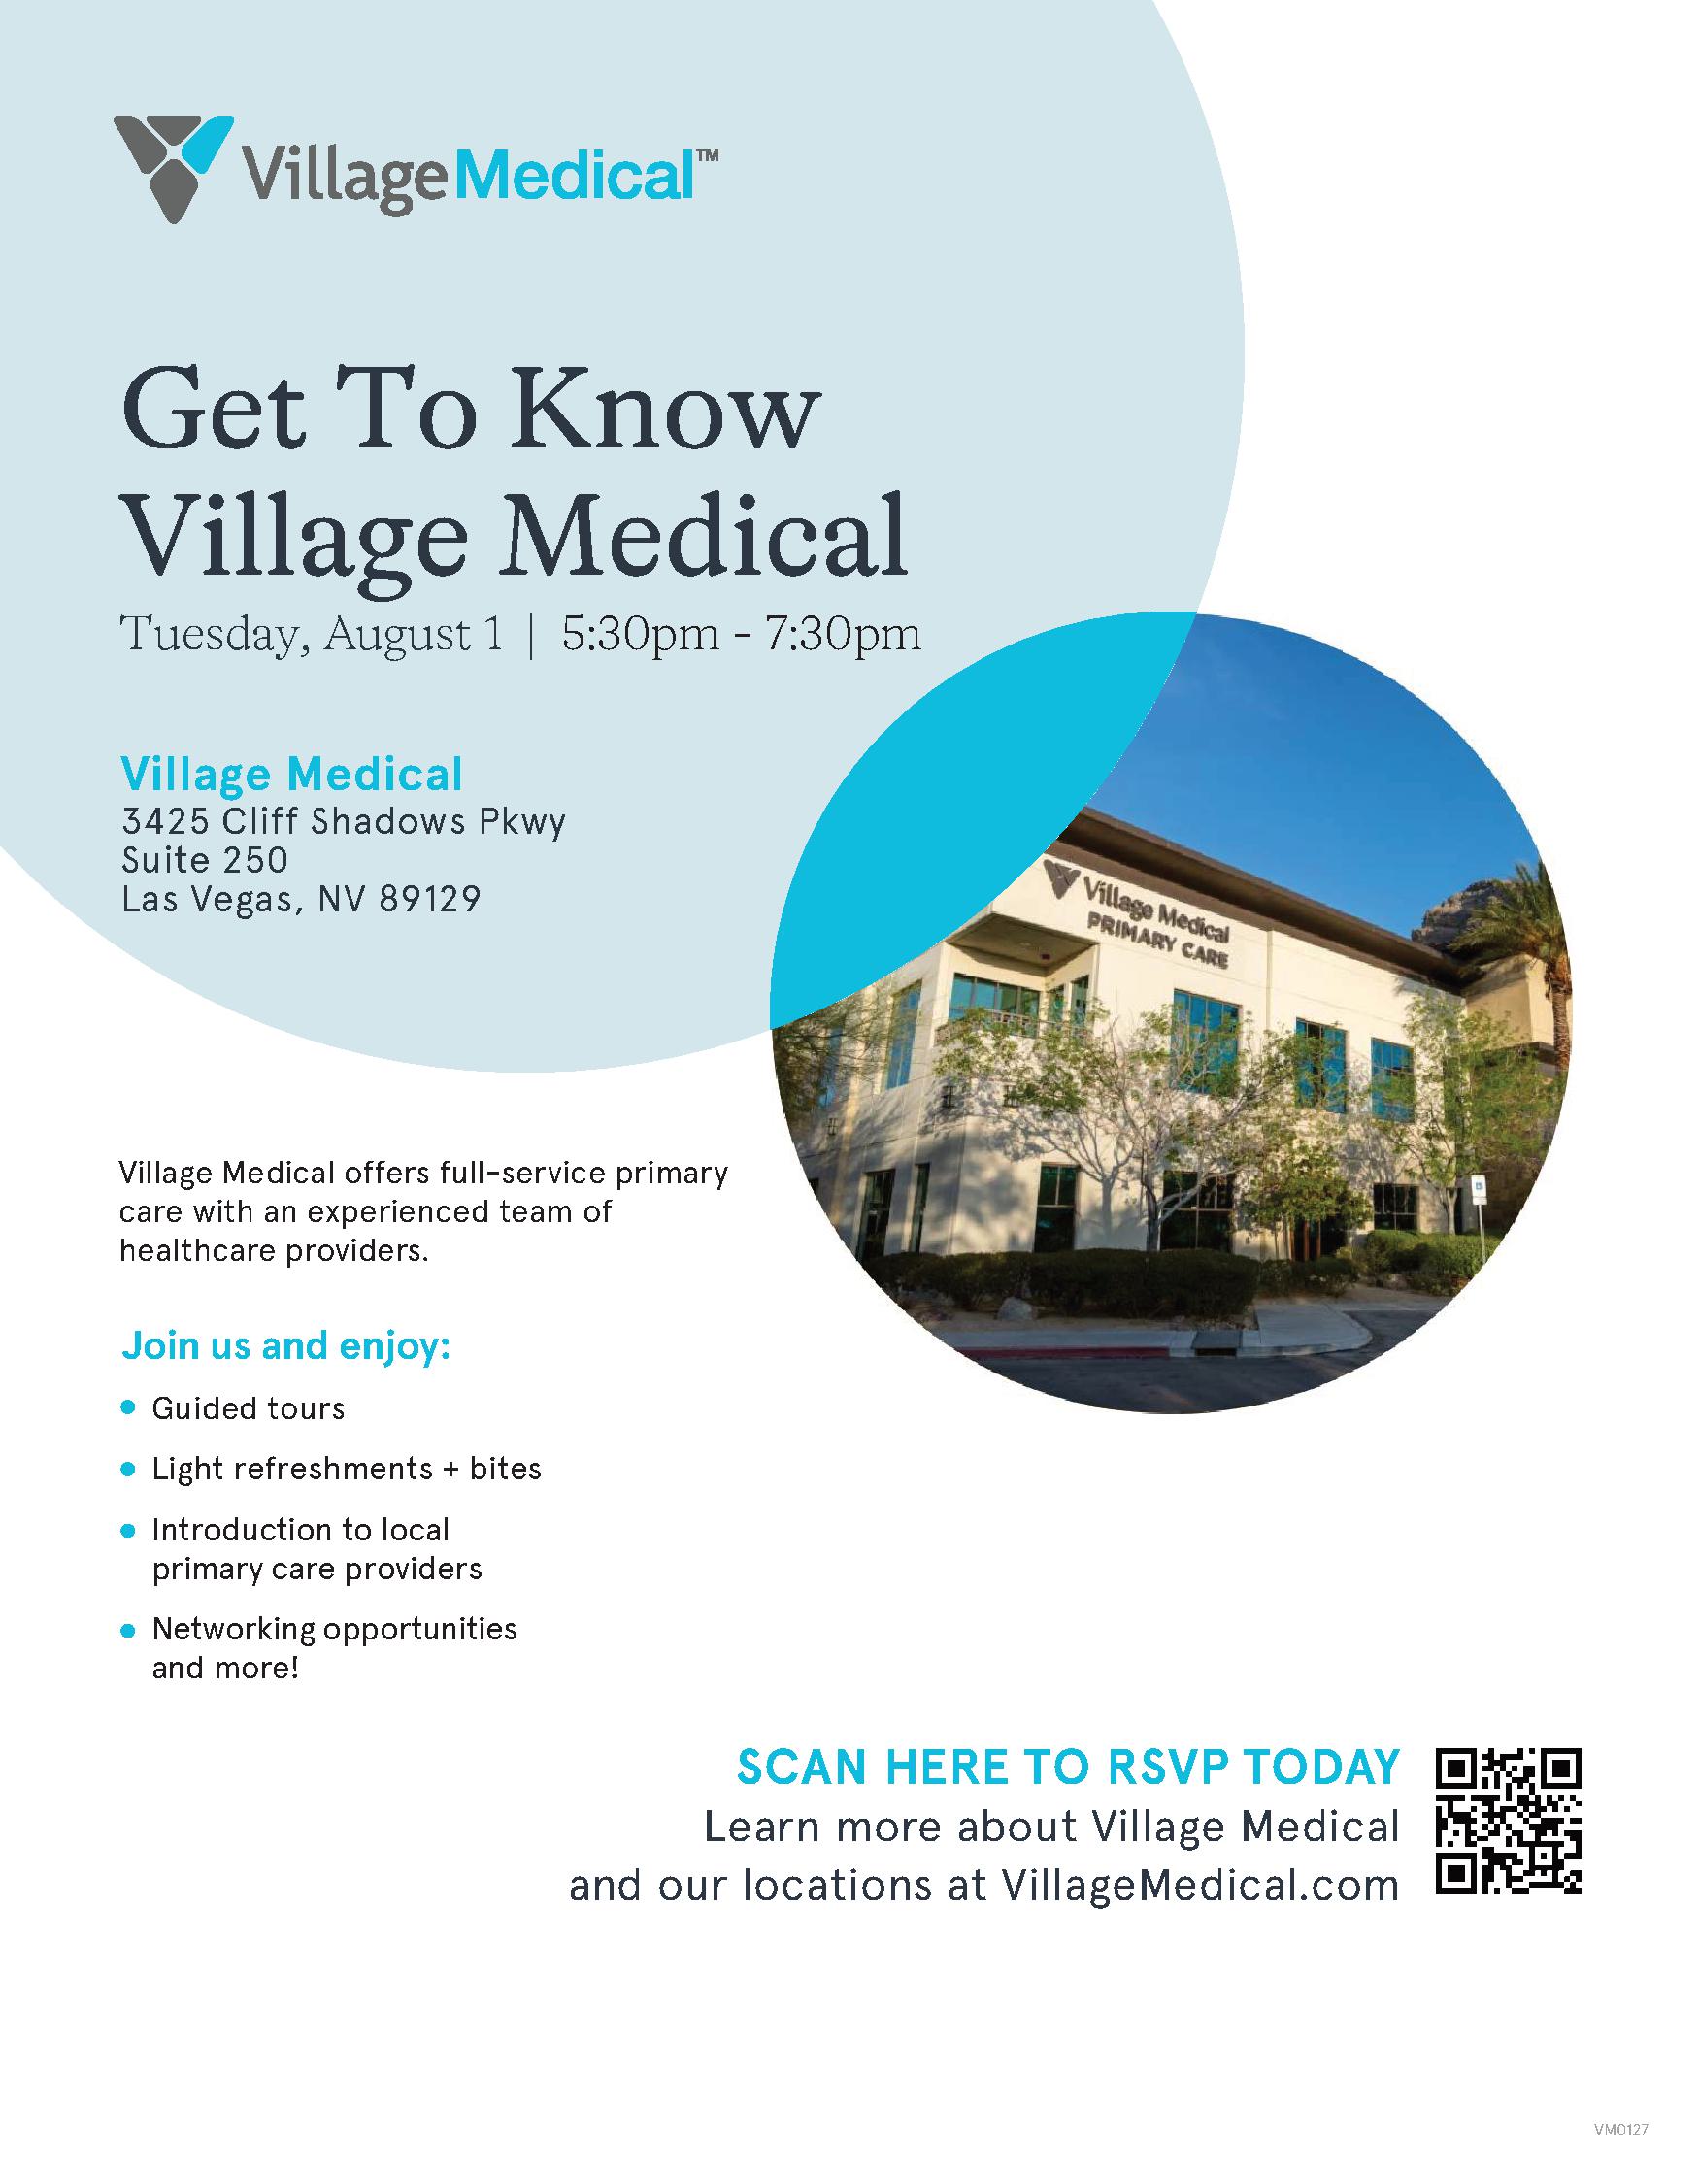 VillageMedical™
Get To Know
Village Medical
Tuesday, August 1 | 5:30pm - 7:30pm
Village Medical
3425 Cliff Shadows Pkwy
Suite 250
Las Vegas, NV 89129
Village Medical
PRIMARY CARE
Village Medical offers full-service primary
care with an experienced team of
healthcare providers.
Join us and enjoy:
• Guided tours
• Light refreshments + bites
• Introduction to local
primary care providers
• Networking opportunities
and more!
SCAN HERE TO RSVP TODAY
Learn more about Village Medical
and our locations at VillageMedical.com
VM0127